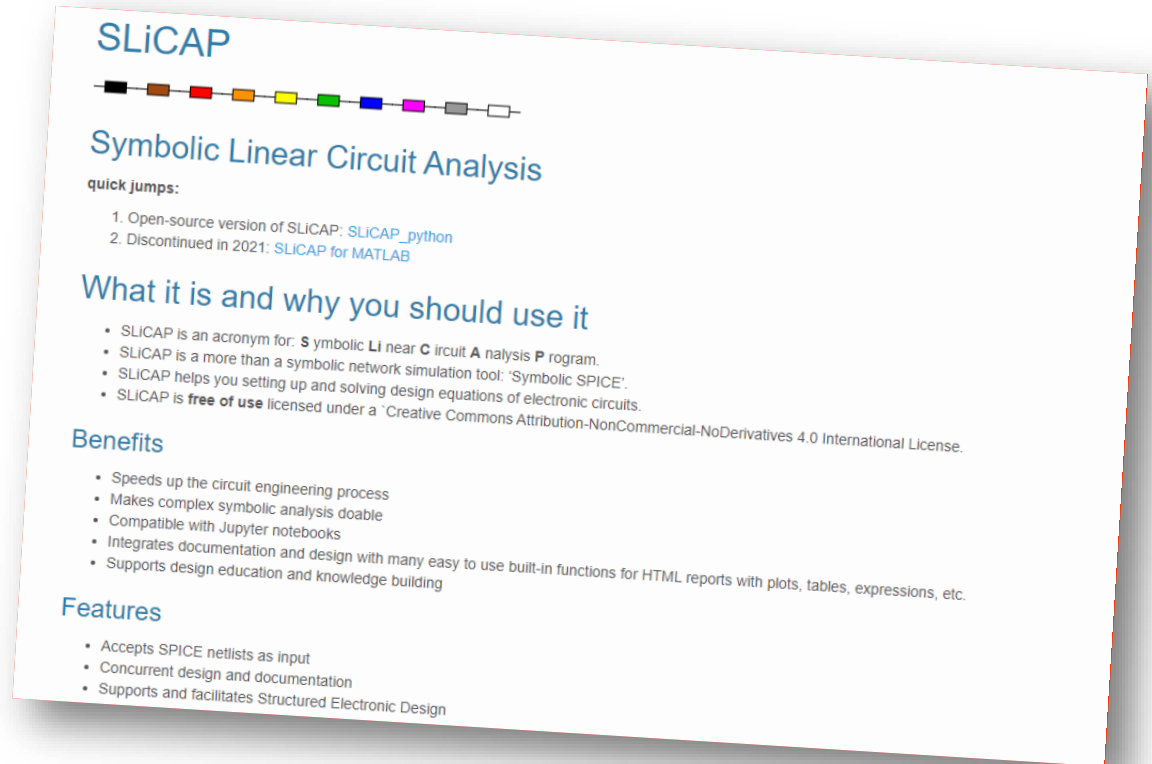 SLiCAP
Symbolic Linear Circuit Analysis
quick jumps:
1. Open-source version of SLiCAP: SLiCAP_python
2. Discontinued in 2021: SLiCAP for MATLAB
What it is and why you should use it
• SLiCAP is an acronym for: S ymbolic Li near C ircuit A nalysis P rogram.
• SLiCAP is a more than a symbolic network simulation tool: ‘Symbolic SPICE’.
• SLiCAP helps you setting up and solving design equations of electronic circuits.
• SLiCAP is free of use licensed under a `Creative Commons Attribution-NonCommercial-NoDerivatives 4.0 International License.
Benefits
• Speeds up the circuit engineering process
• Makes complex symbolic analysis doable
• Compatible with Jupyter notebooks
• Integrates documentation and design with many easy to use built-in functions for HTML reports with plots, tables, expressions, etc.
• Supports design education and knowledge building
Features
• Accepts SPICE netlists as input
• Concurrent design and documentation
• Supports and facilitates Structured Electronic Design